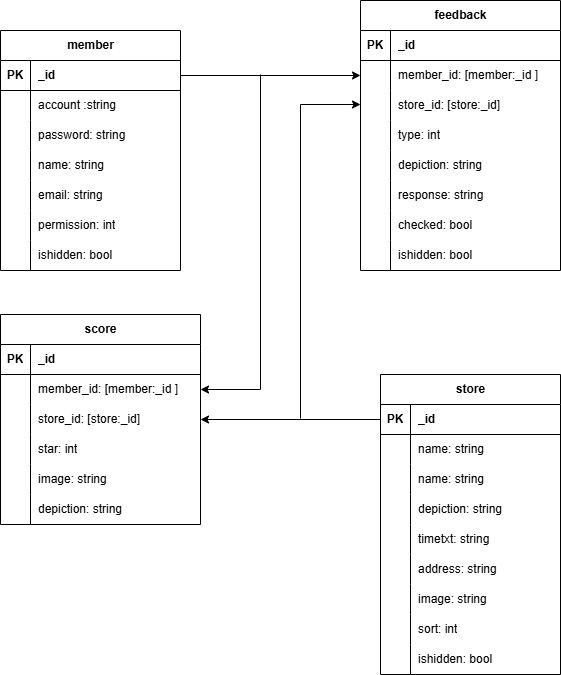 member
PK _id
account :string
password: string
name: string
email: string
permission: int
ishidden: bool
feedback
PK _id
member_id: [member:_id ]
store_id: [store:_id]
type: int
depiction: string
response: string
checked: bool
ishidden: bool
score
PK _id
member_id: [member:_id ]
store_id: [store:_id]
star: int
image: string
depiction: string
store
PK _id
name: string
name: string
depiction: string
timetxt: string
address: string
image: string
sort: int
ishidden: bool